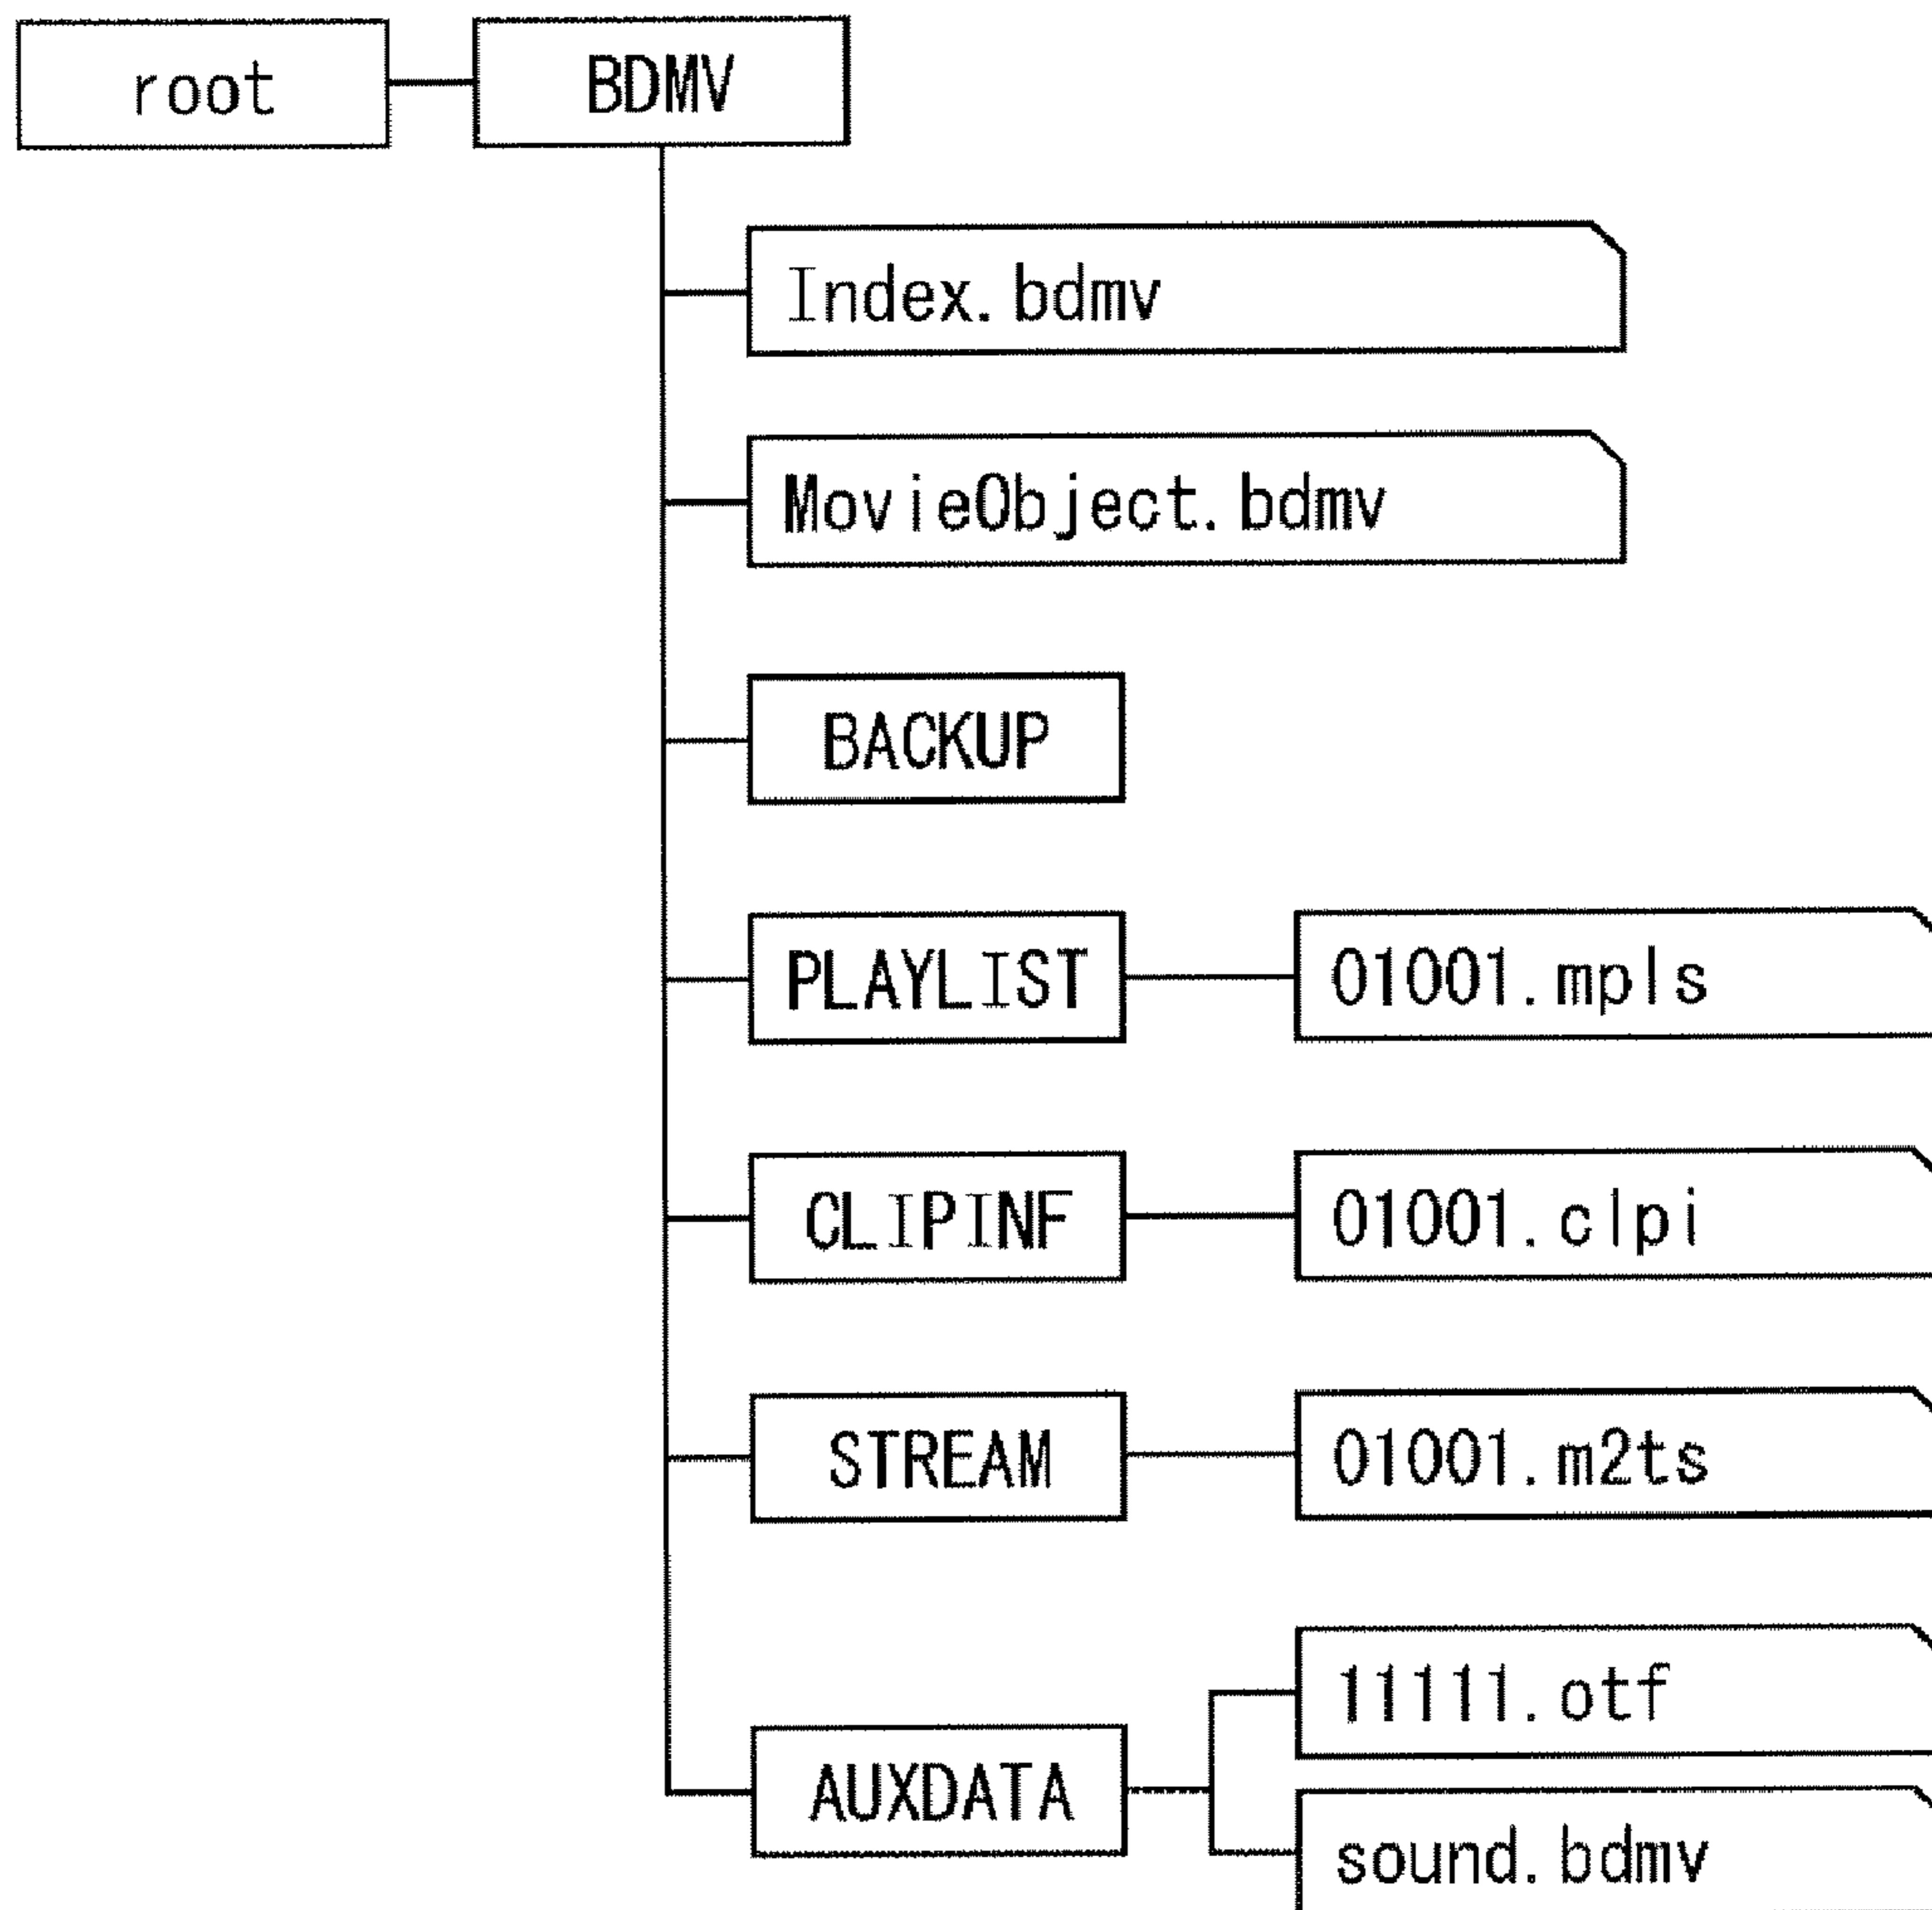 root
BDMV
Index.bdmv
MovieObject.bdmv
BACKUP
PLAYLIST
01001.mpls
CLIPINF
01001.clpi
STREAM
01001.m2ts
AUXDATA
11111.otf
sound.bdmv